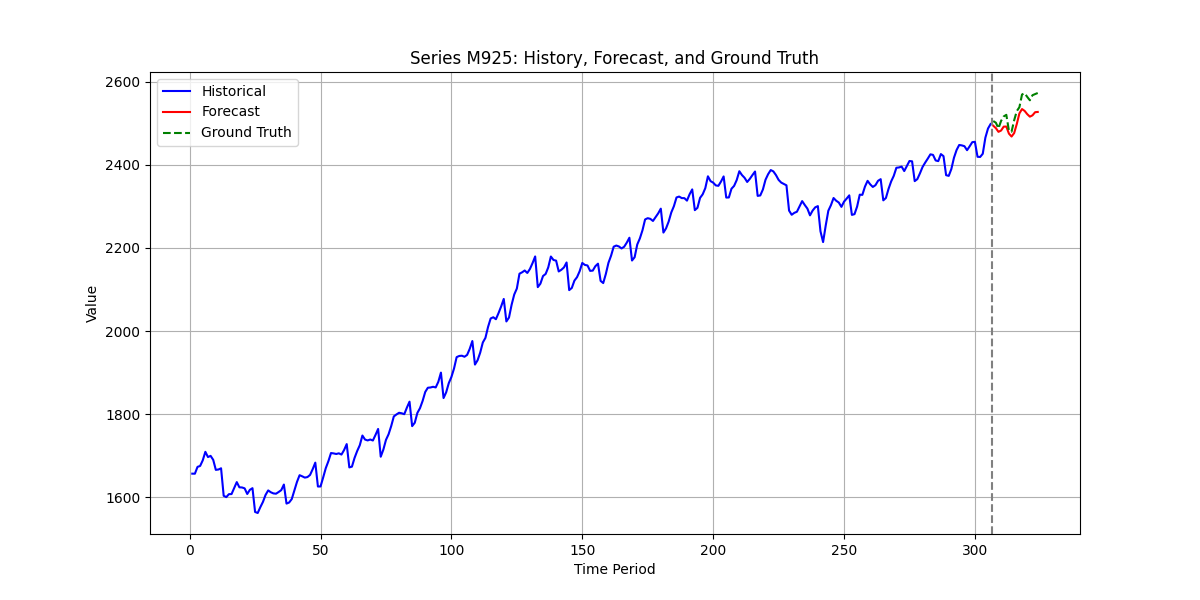 Series M925: History, Forecast, and Ground Truth
Historical
Forecast
Ground Truth
2600
2400
2200
2000
1800
1600
Value
0 50 100 150 200 250 300
Time Period